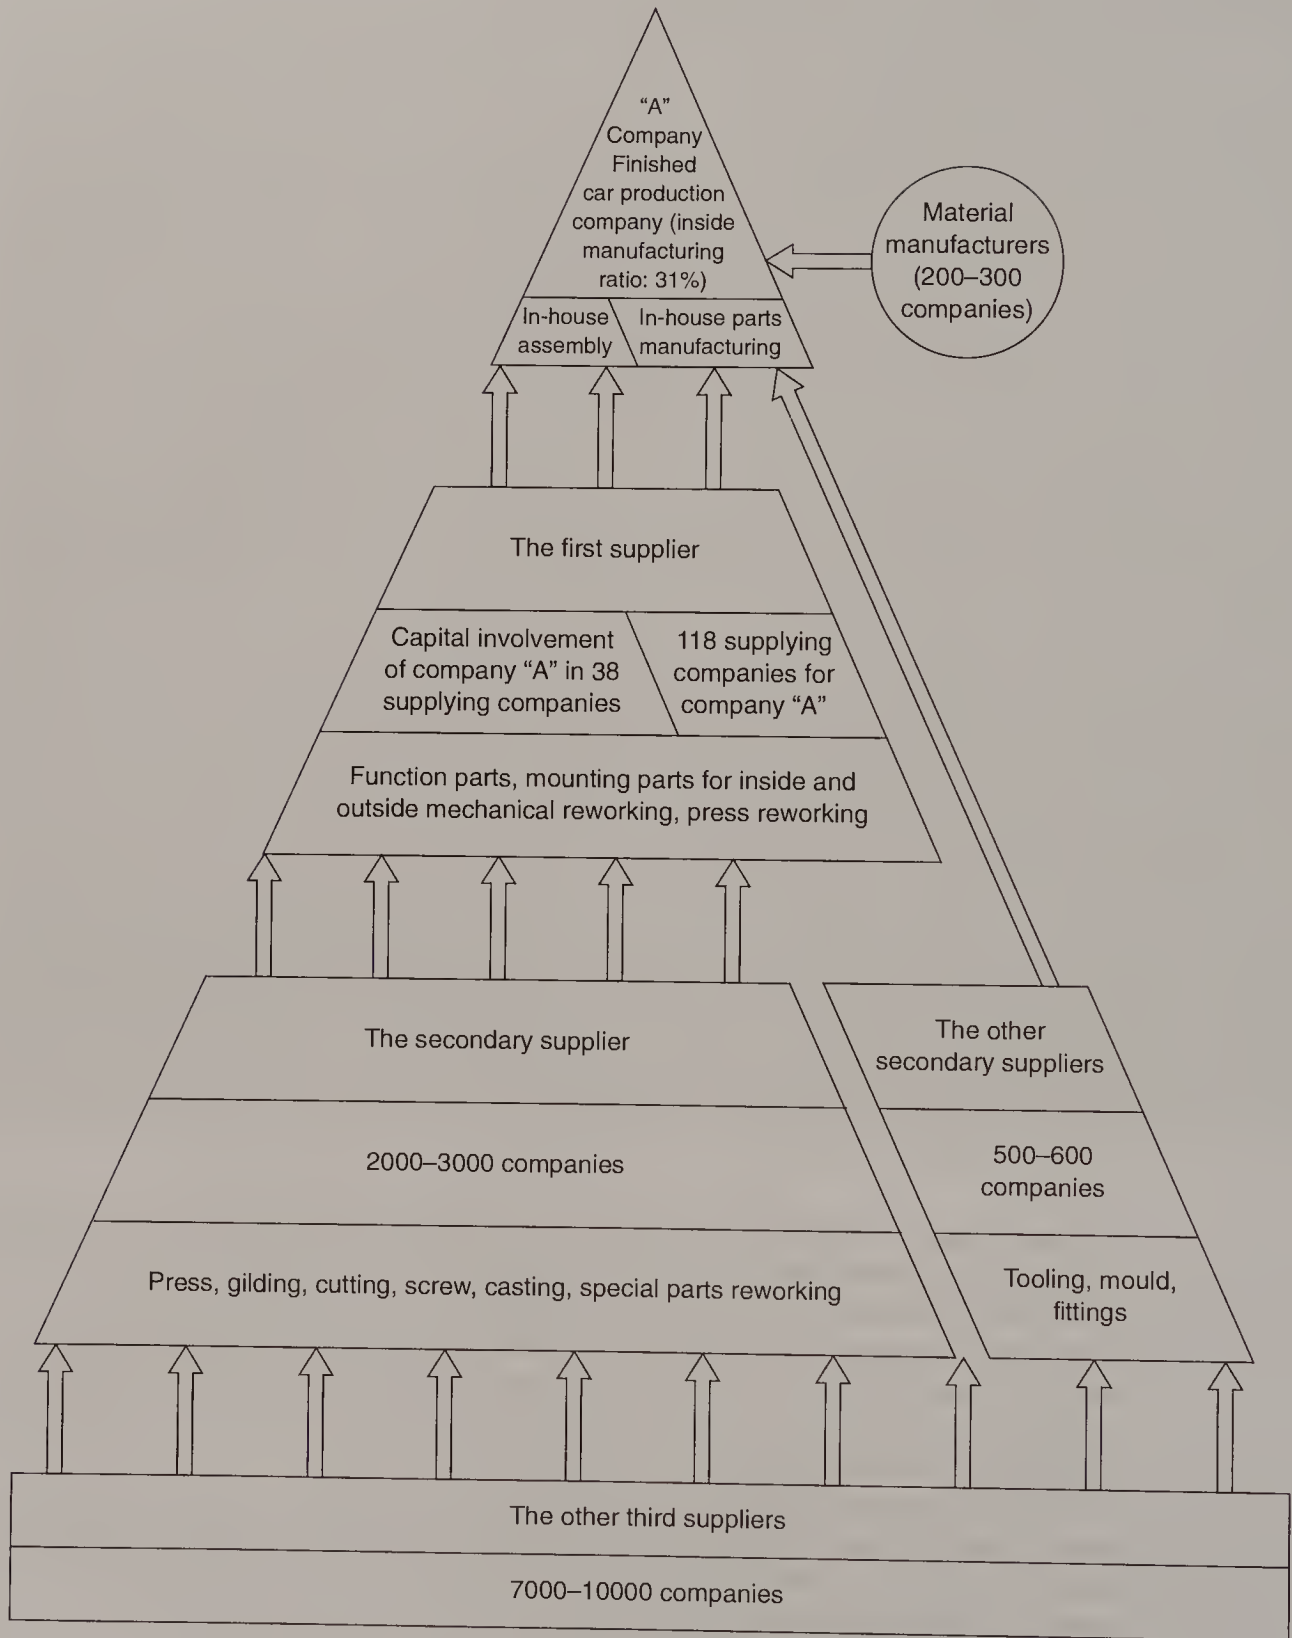 “A”
Company
Finished
car production
company (inside
manufacturing
ratio: 31%)
In-house
assembly
In-house parts
manufacturing
Material
manufacturers
(200–300
companies)
The first supplier
Capital involvement
of company “A” in 38
supplying companies
118 supplying
companies for
company “A”
Function parts, mounting parts for inside and
outside mechanical reworking, press reworking
The secondary supplier
2000–3000 companies
Press, gilding, cutting, screw, casting, special parts reworking
The other
secondary suppliers
500–600
companies
Tooling, mould,
fittings
The other third suppliers
7000–10000 companies